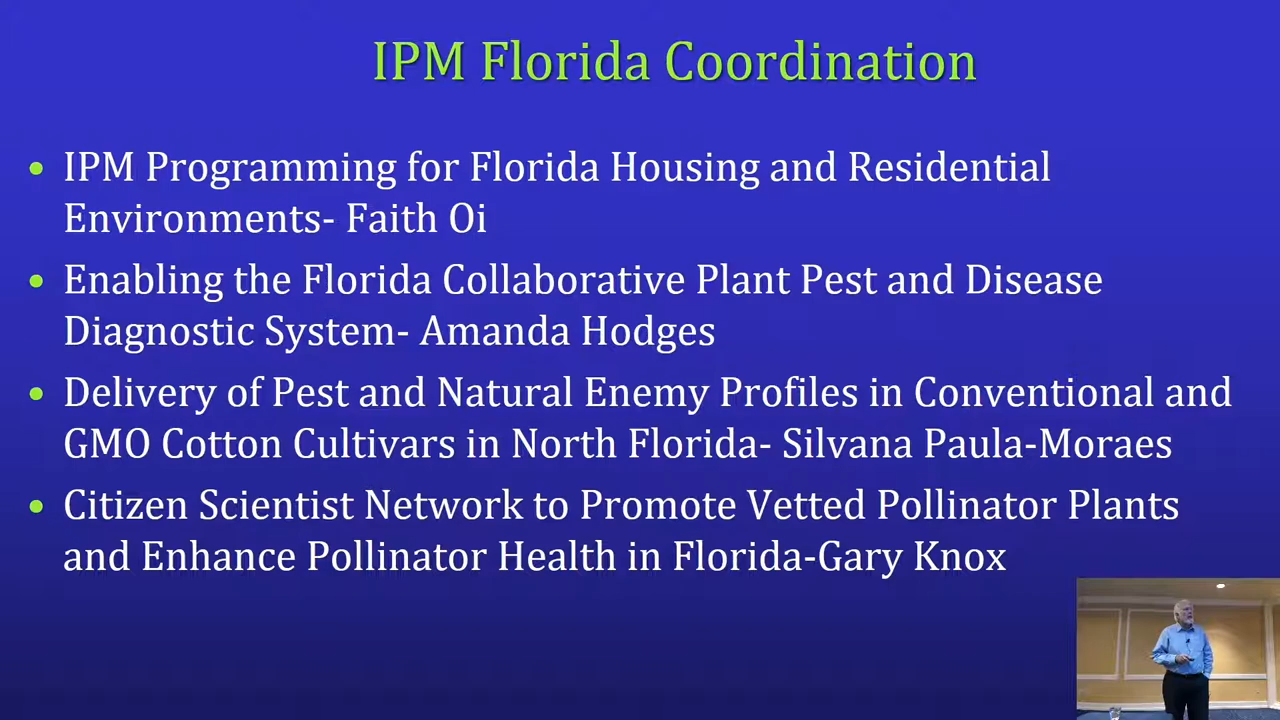 IPM Florida Coordination
• IPM Programming for Florida Housing and Residential
Environments- Faith Oi
• Enabling the Florida Collaborative Plant Pest and Disease
Diagnostic System- Amanda Hodges
• Delivery of Pest and Natural Enemy Profiles in Conventional and
GMO Cotton Cultivars in North Florida- Silvana Paula-Moraes
• Citizen Scientist Network to Promote Vetted Pollinator Plants
and Enhance Pollinator Health in Florida-Gary Knox